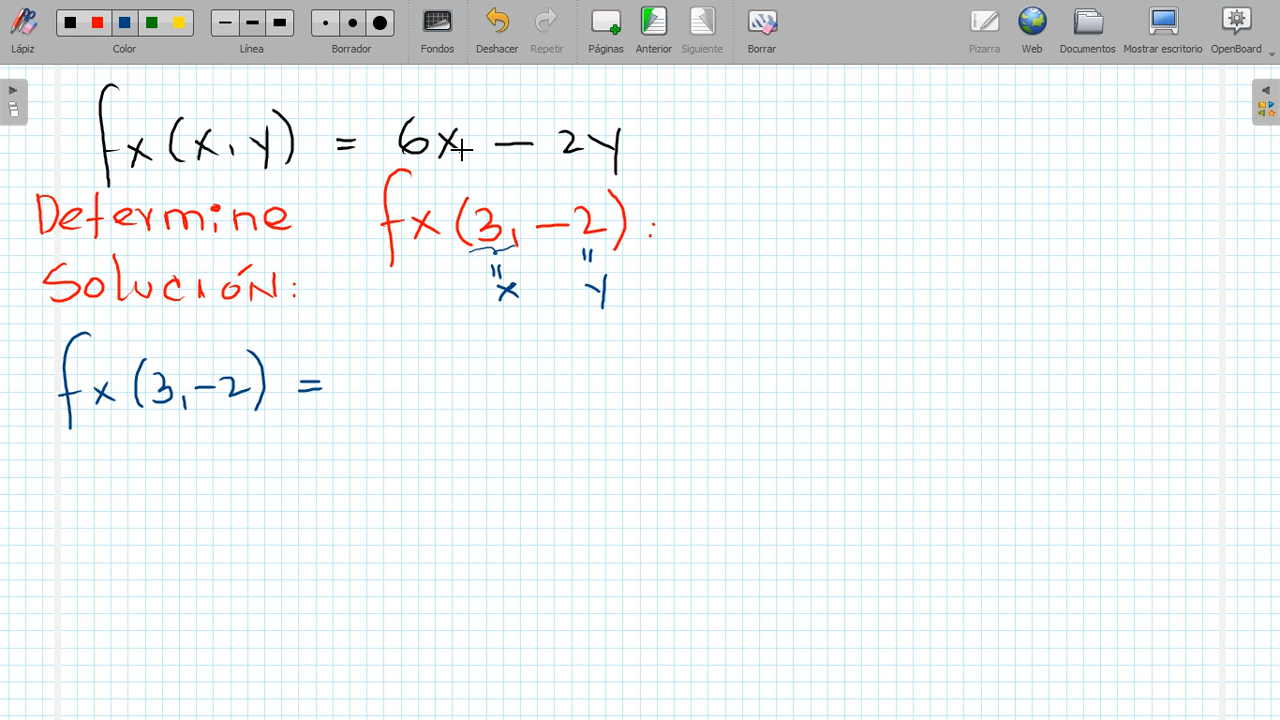 Lápiz Color Línea Borrador Fondos Deshacer Repetir Páginas Anterior Siguiente Borrar Pizarra Web Documentos Mostrar escritorio OpenBoard
fx(x,y) = 6x - 2y
Determine fx(3,-2):
" "
Solución: x y
fx(3,-2) =